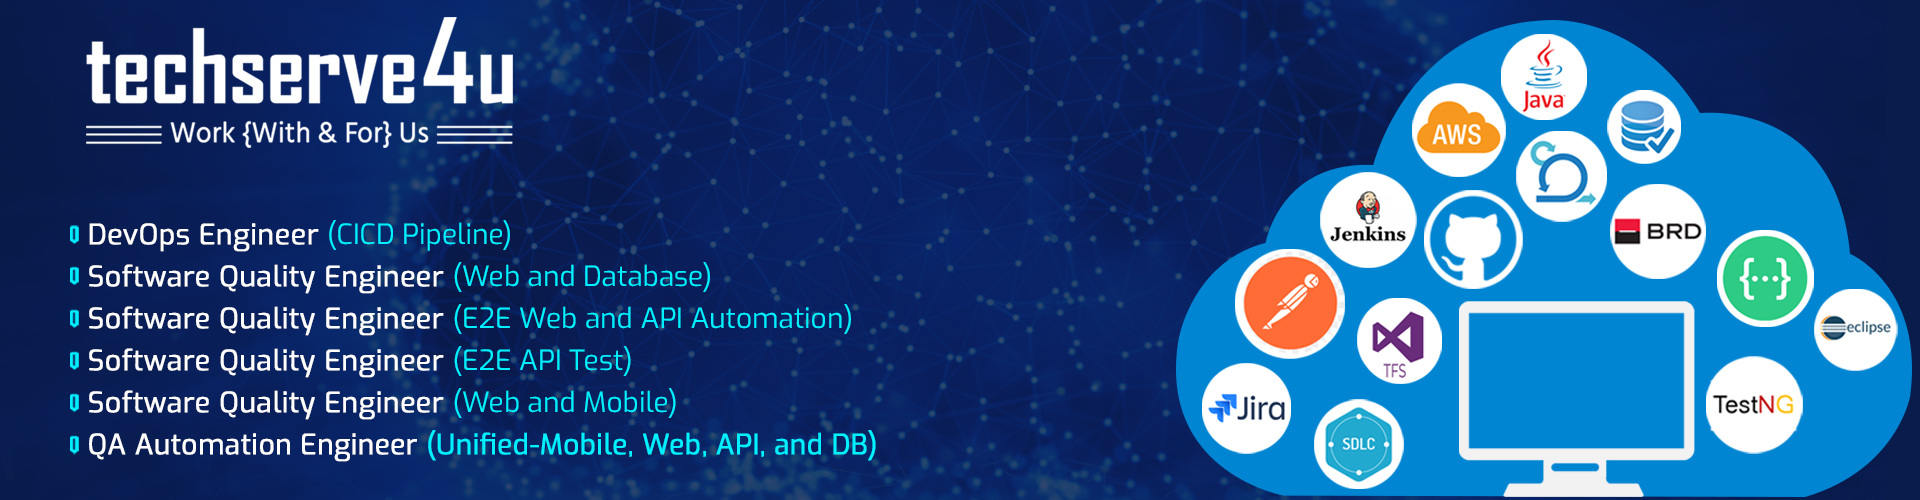 techserve4u
Work {With & For} Us
DevOps Engineer (CICD Pipeline)
Software Quality Engineer (Web and Database)
Software Quality Engineer (E2E Web and API Automation)
Software Quality Engineer (E2E API Test)
Software Quality Engineer (Web and Mobile)
QA Automation Engineer (Unified-Mobile, Web, API, and DB)
Java
AWS
Jenkins
BRD
{···}
eclipse
TFS
Jira
TestNG
SDLC